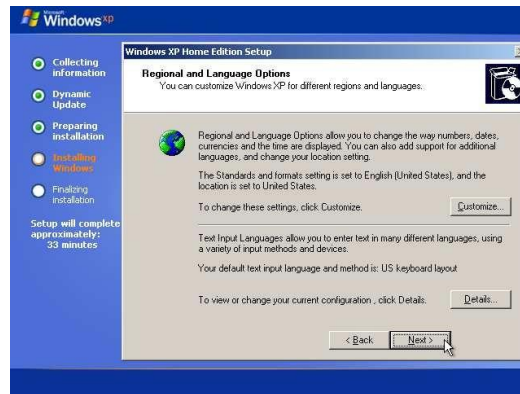 Microsoft
Windows xp
Collecting
information
Dynamic
Update
Preparing
installation
Installing
Windows
Finalizing
installation
Setup will complete
approximately:
33 minutes
Windows XP Home Edition Setup
Regional and Language Options
You can customize Windows XP for different regions and languages.
Regional and Language Options allow you to change the way numbers, dates,
currencies and the time are displayed. You can also add support for additional
languages, and change your location setting.
The Standards and formats setting is set to English (United States), and the
location is set to United States.
To change these settings, click Customize.
Customize...
Text Input Languages allow you to enter text in many different languages, using
a variety of input methods and devices.
Your default text input language and method is: US keyboard layout
To view or change your current configuration , click Details.
Details...
< Back
Next >